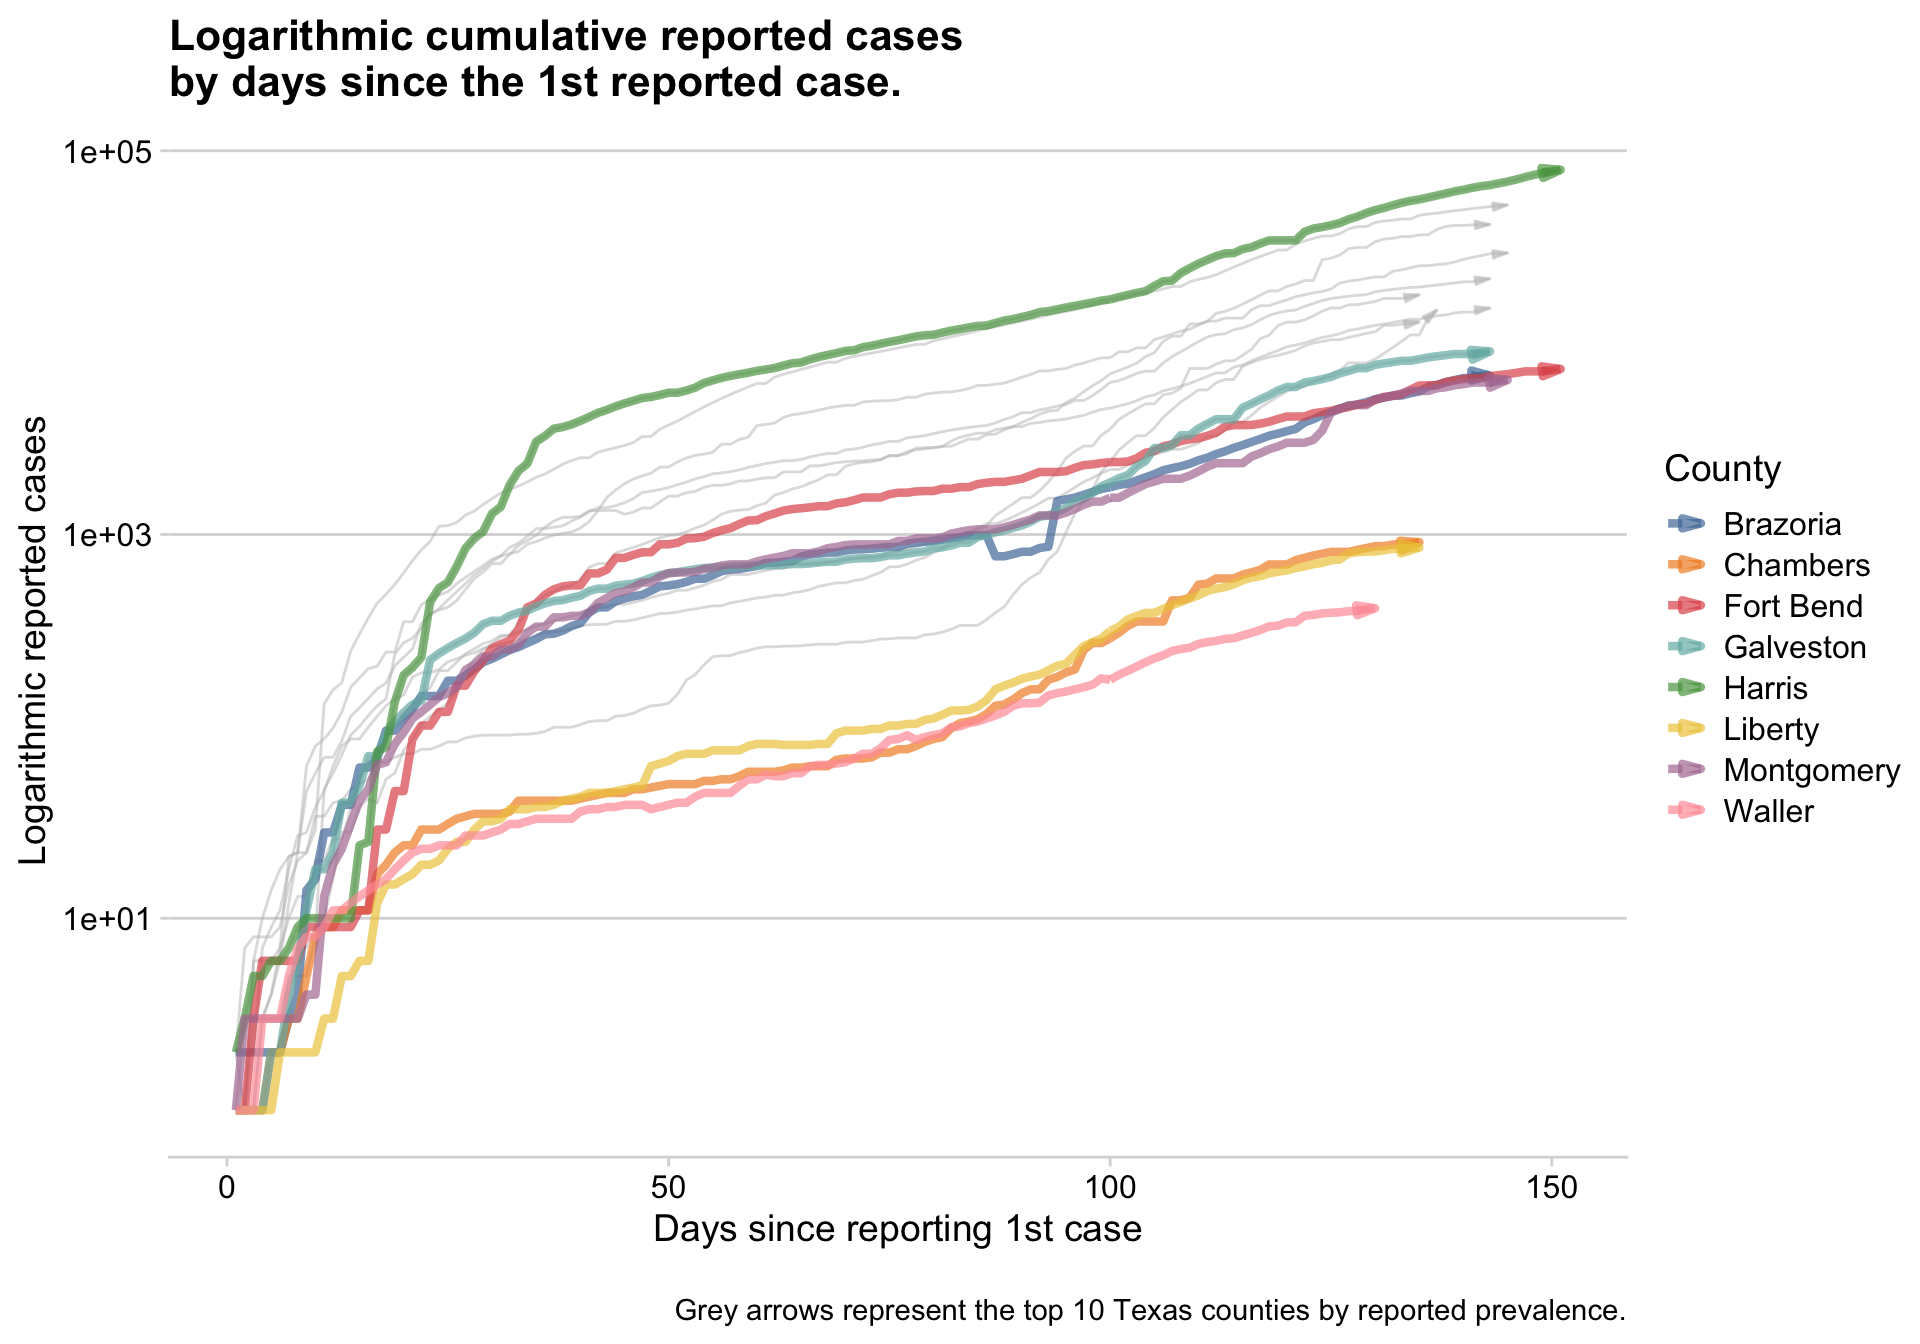 Logarithmic cumulative reported cases
by days since the 1st reported case.
1e+05
1e+03
1e+01
Logarithmic reported cases
0
50
100
150
Days since reporting 1st case
County
Brazoria
Chambers
Fort Bend
Galveston
Harris
Liberty
Montgomery
Waller
Grey arrows represent the top 10 Texas counties by reported prevalence.